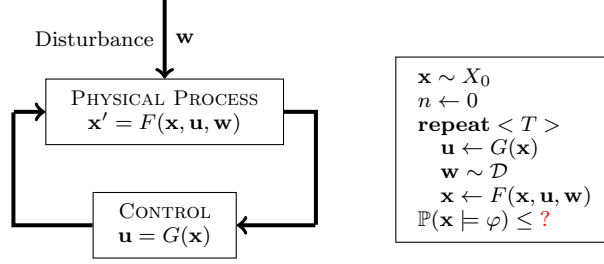 Disturbance w
PHYSICAL PROCESS
x′ = F(x, u, w)
CONTROL
u = G(x)
x ∼ X₀
n ← 0
repeat < T >
u ← G(x)
w ∼ 𝒟
x ← F(x, u, w)
ℙ(x ⊨ φ) ≤ ?